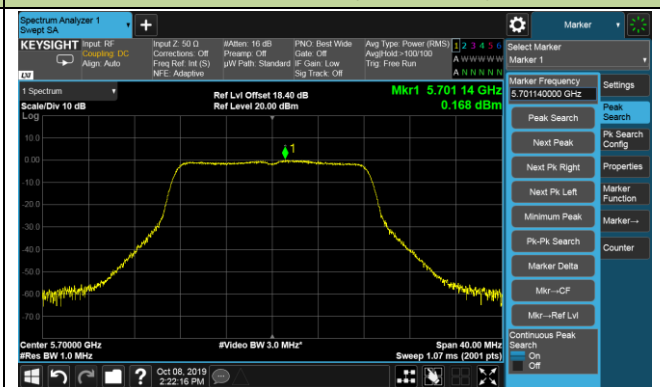 Spectrum Analyzer 1
Swept SA
+
Marker
KEYSIGHT
Input: RF
Coupling: DC
Align: Auto
Input Z: 50 Ω
Corrections: Off
Freq Ref: Int (S)
NFE: Adaptive
#Atten: 16 dB
Preamp: Off
µW Path: Standard
PNO: Best Wide
Gate: Off
IF Gain: Low
Sig Track: Off
Avg Type: Power (RMS)
Avg|Hold:>100/100
Trig: Free Run
1 2 3 4 5 6
A W W W W W
A N N N N N
LXI
Select Marker
Marker 1
1 Spectrum
Scale/Div 10 dB
Log
Ref Lvl Offset 18.40 dB
Ref Level 20.00 dBm
Mkr1 5.701 14 GHz
0.168 dBm
1
10.0
0.00
-10.0
-20.0
-30.0
-40.0
-50.0
-60.0
-70.0
Center 5.70000 GHz
#Res BW 1.0 MHz
#Video BW 3.0 MHz*
Span 40.00 MHz
Sweep 1.07 ms (2001 pts)
Marker Frequency
5.701140000 GHz
Peak Search
Next Peak
Next Pk Right
Next Pk Left
Minimum Peak
Pk-Pk Search
Marker Delta
Mkr→CF
Mkr→Ref Lvl
Continuous Peak
Search
On
Off
Settings
Peak
Search
Pk Search
Config
Properties
Marker
Function
Marker→
Counter
?
Oct 08, 2019
2:22:16 PM